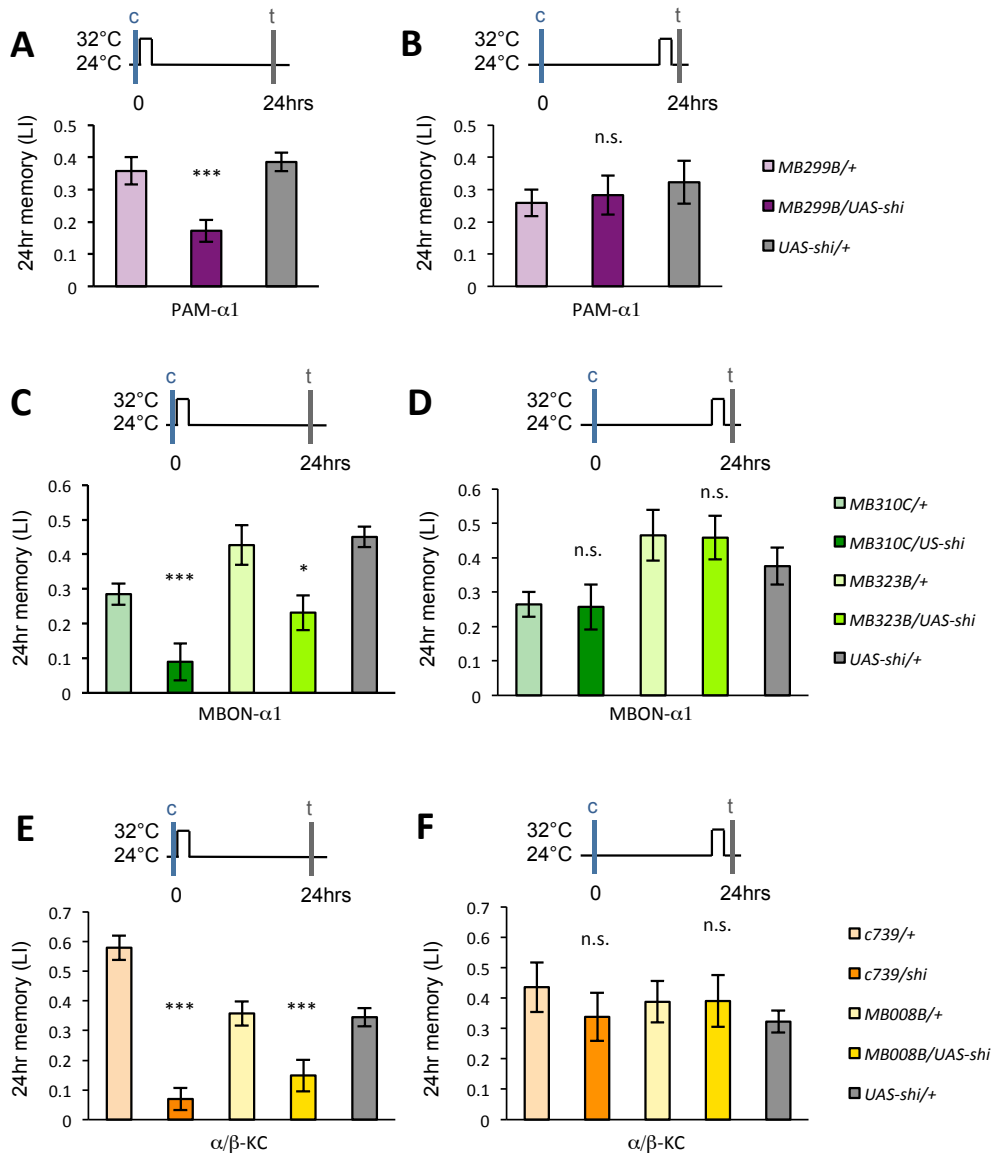 A
c
t
32°C
24°C
0
24hrs
24hr memory (LI)
0.5
0.4
0.3
0.2
0.1
0
***
PAM-α1
B
c
t
32°C
24°C
0
24hrs
24hr memory (LI)
0.5
0.4
0.3
0.2
0.1
0
n.s.
PAM-α1
MB299B/+
MB299B/UAS-shi
UAS-shi/+
C
c
t
32°C
24°C
0
24hrs
24hr memory (LI)
0.6
0.5
0.4
0.3
0.2
0.1
0
***
*
MBON-α1
D
c
t
32°C
24°C
0
24hrs
24hr memory (LI)
0.6
0.5
0.4
0.3
0.2
0.1
0
n.s.
n.s.
MBON-α1
MB310C/+
MB310C/US-shi
MB323B/+
MB323B/UAS-shi
UAS-shi/+
E
c
t
32°C
24°C
0
24hrs
24hr memory (LI)
0.7
0.6
0.5
0.4
0.3
0.2
0.1
0
***
***
α/β-KC
F
c
t
32°C
24°C
0
24hrs
24hr memory (LI)
0.7
0.6
0.5
0.4
0.3
0.2
0.1
0
n.s.
n.s.
α/β-KC
c739/+
c739/shi
MB008B/+
MB008B/UAS-shi
UAS-shi/+